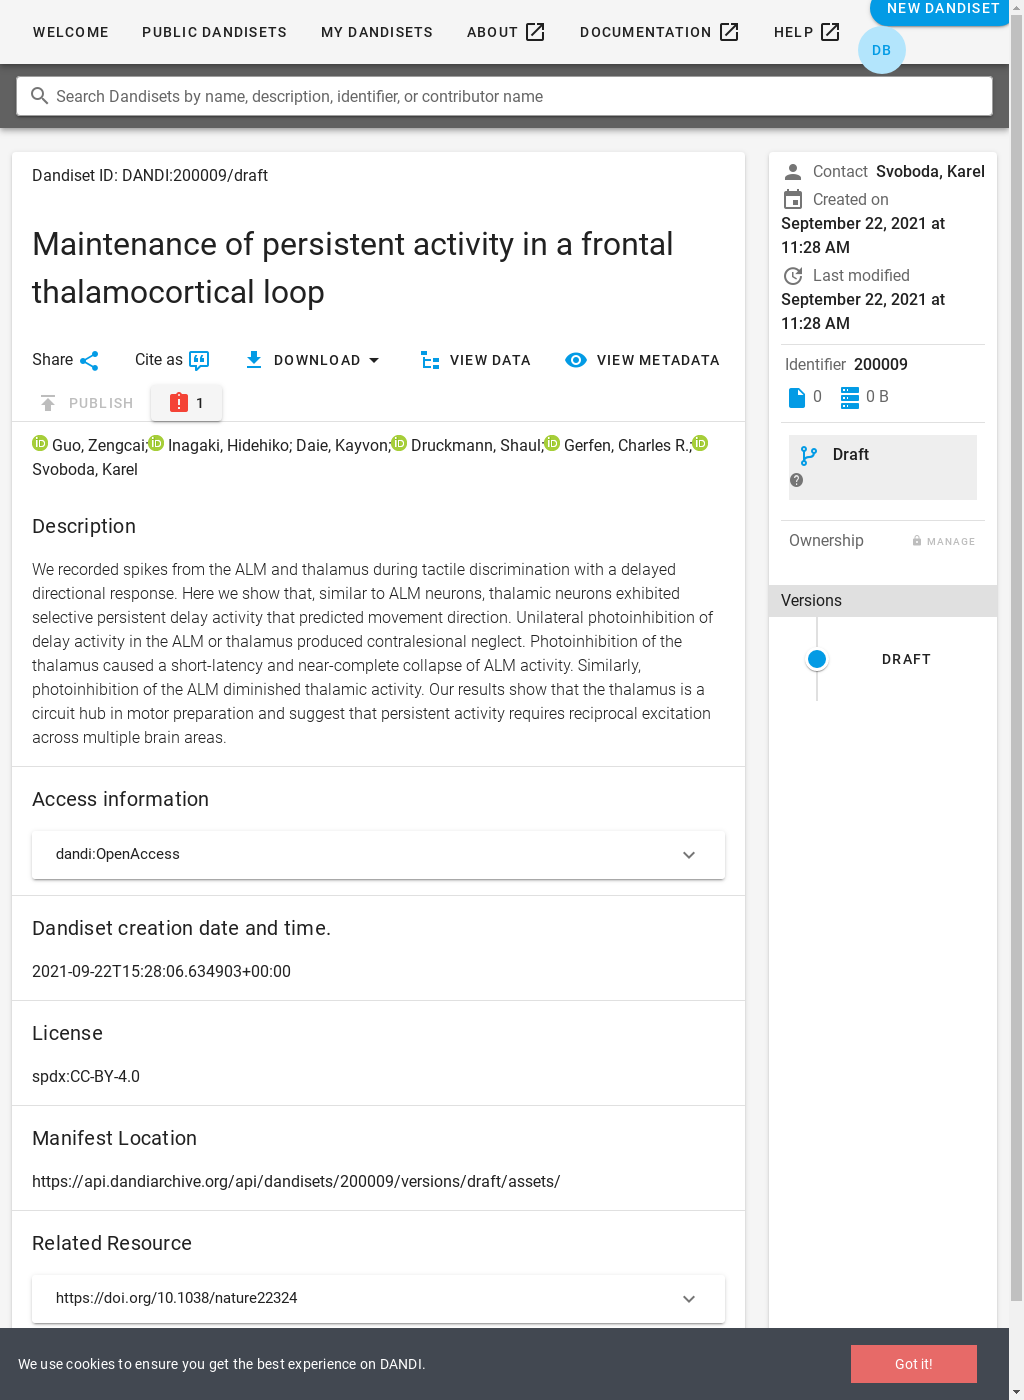 NEW DANDISET
WELCOME
PUBLIC DANDISETS
MY DANDISETS
ABOUT
DOCUMENTATION
HELP
DB
Search Dandisets by name, description, identifier, or contributor name
Dandiset ID: DANDI:200009/draft
Maintenance of persistent activity in a frontal
thalamocortical loop
Share
Cite as
DOWNLOAD
VIEW DATA
VIEW METADATA
PUBLISH
1
iD Guo, Zengcai; iD Inagaki, Hidehiko; Daie, Kayvon; iD Druckmann, Shaul; iD Gerfen, Charles R.; iD
Svoboda, Karel
Description
We recorded spikes from the ALM and thalamus during tactile discrimination with a delayed
directional response. Here we show that, similar to ALM neurons, thalamic neurons exhibited
selective persistent delay activity that predicted movement direction. Unilateral photoinhibition of
delay activity in the ALM or thalamus produced contralesional neglect. Photoinhibition of the
thalamus caused a short-latency and near-complete collapse of ALM activity. Similarly,
photoinhibition of the ALM diminished thalamic activity. Our results show that the thalamus is a
circuit hub in motor preparation and suggest that persistent activity requires reciprocal excitation
across multiple brain areas.
Access information
dandi:OpenAccess
Dandiset creation date and time.
2021-09-22T15:28:06.634903+00:00
License
spdx:CC-BY-4.0
Manifest Location
https://api.dandiarchive.org/api/dandisets/200009/versions/draft/assets/
Related Resource
https://doi.org/10.1038/nature22324
Contact Svoboda, Karel
Created on
September 22, 2021 at
11:28 AM
Last modified
September 22, 2021 at
11:28 AM
Identifier 200009
0
0 B
Draft
Ownership
MANAGE
Versions
DRAFT
We use cookies to ensure you get the best experience on DANDI.
Got it!